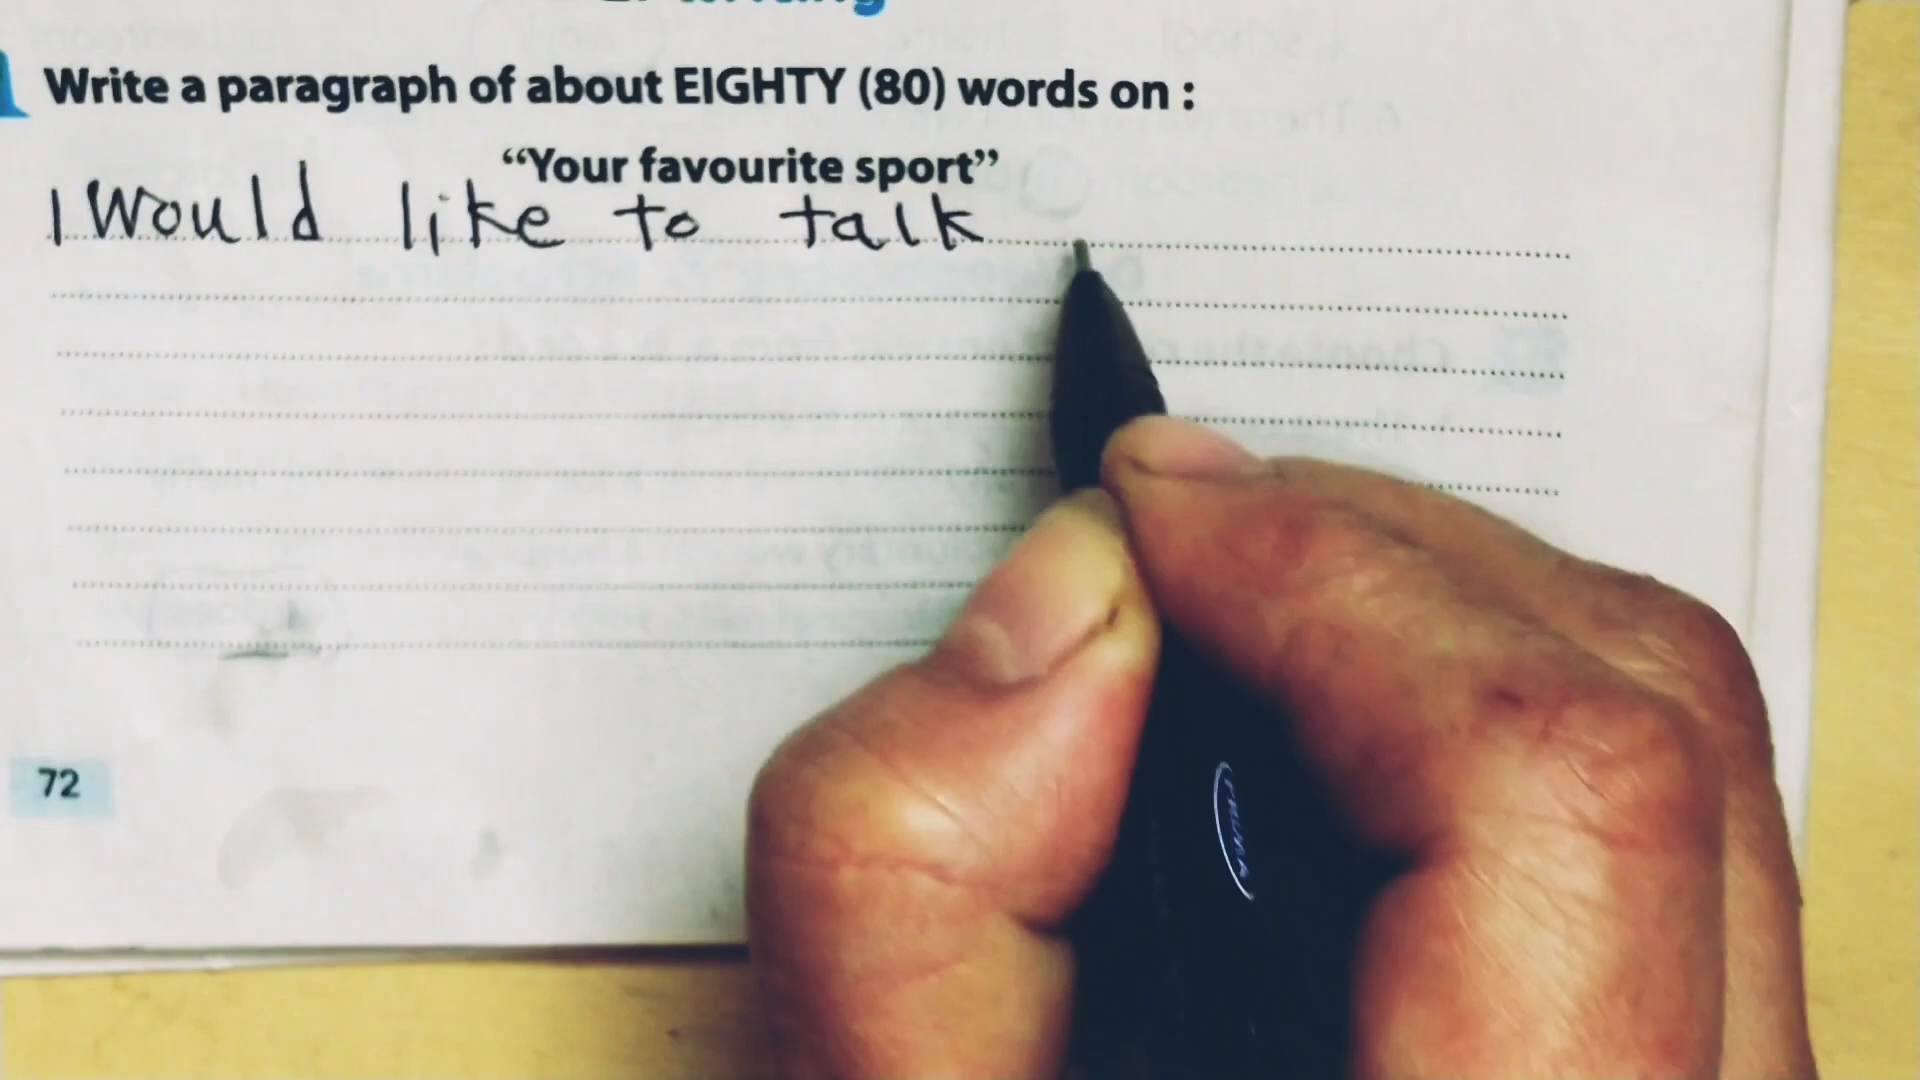 Write a paragraph of about EIGHTY (80) words on :
“Your favourite sport”
I Would like to talk
72